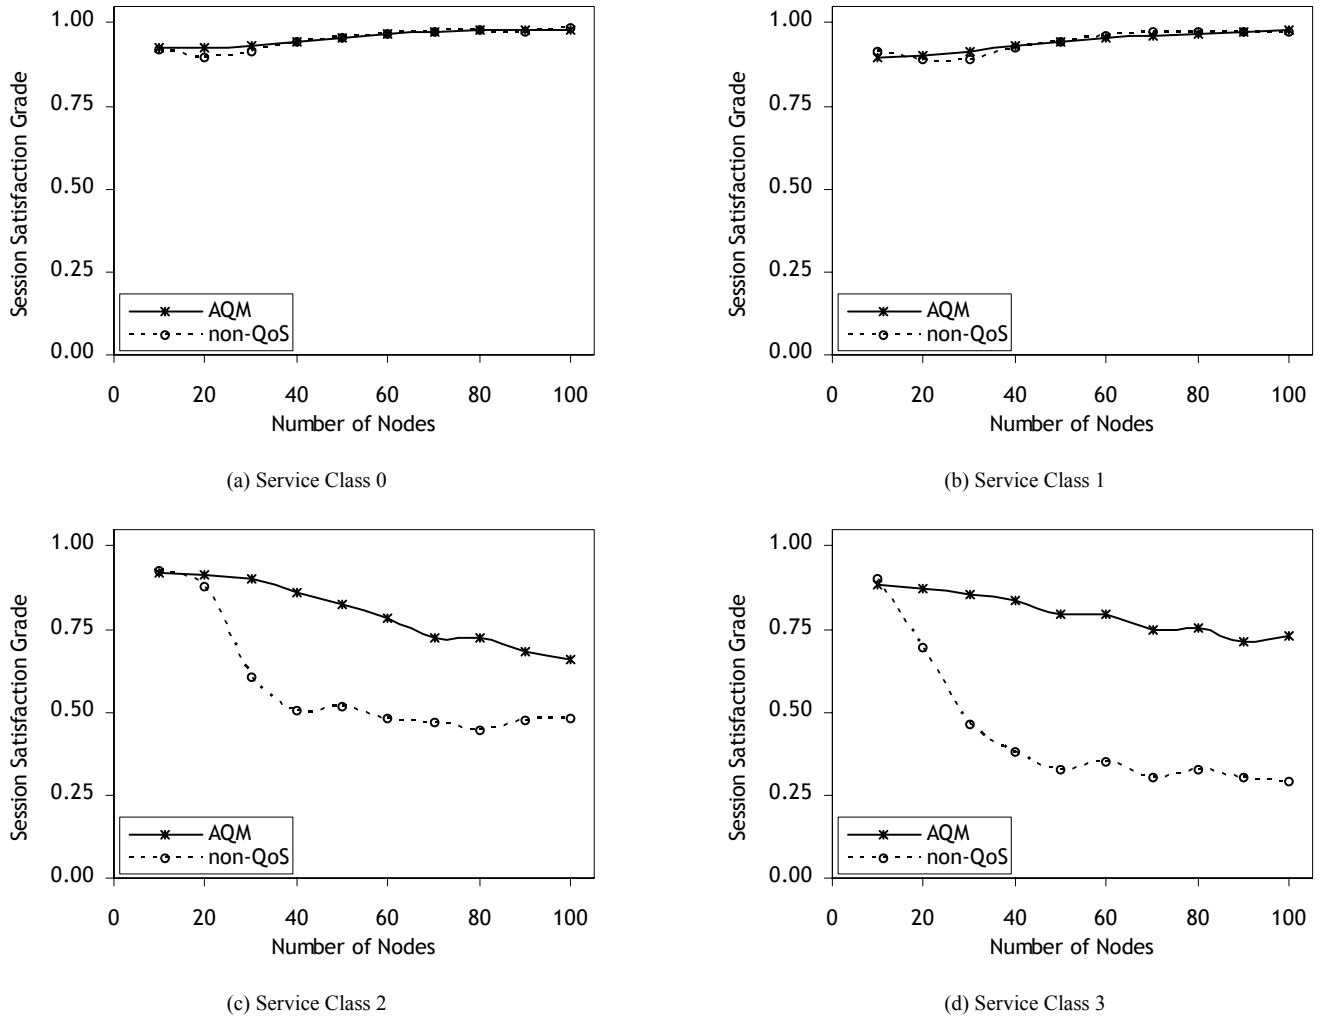 Session Satisfaction Grade
1.00
0.75
0.50
0.25
0.00
AQM
non-QoS
0 20 40 60 80 100
Number of Nodes
(a) Service Class 0
Session Satisfaction Grade
1.00
0.75
0.50
0.25
0.00
AQM
non-QoS
0 20 40 60 80 100
Number of Nodes
(b) Service Class 1
Session Satisfaction Grade
1.00
0.75
0.50
0.25
0.00
AQM
non-QoS
0 20 40 60 80 100
Number of Nodes
(c) Service Class 2
Session Satisfaction Grade
1.00
0.75
0.50
0.25
0.00
AQM
non-QoS
0 20 40 60 80 100
Number of Nodes
(d) Service Class 3